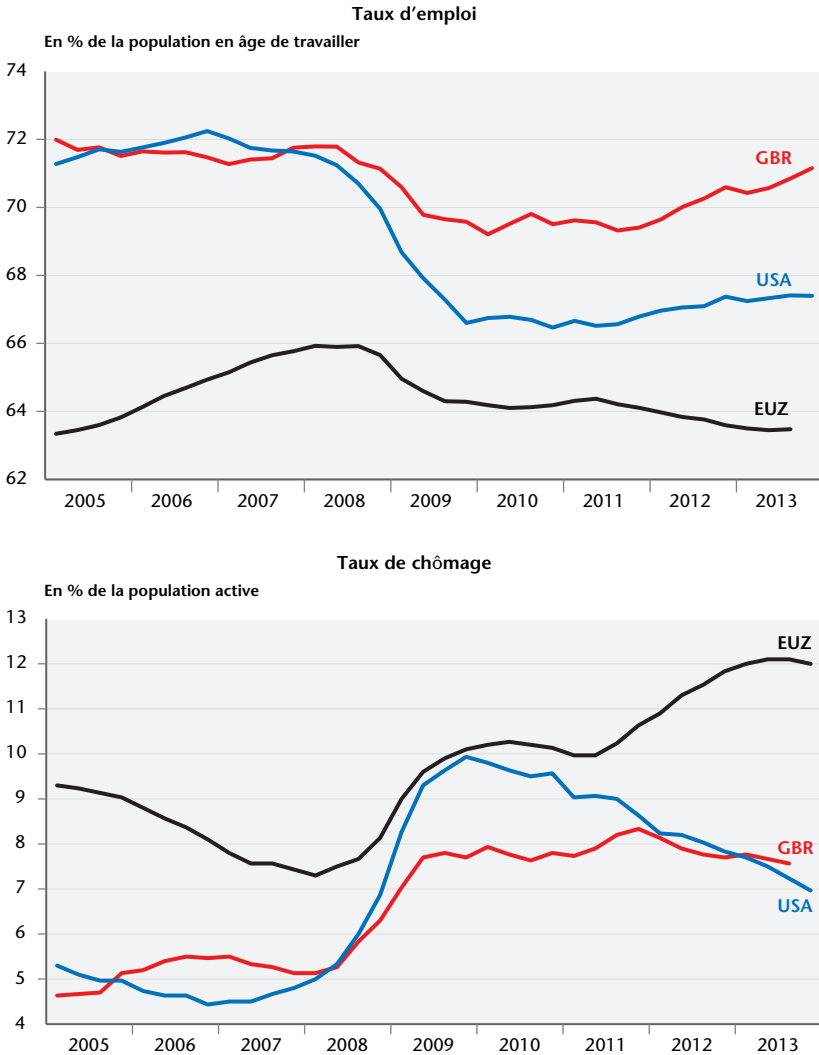 Taux d'emploi
En % de la population en âge de travailler
74
72
GBR
70
68
USA
66
64
EUZ
62
2005 2006 2007 2008 2009 2010 2011 2012 2013
Taux de chômage
En % de la population active
13
EUZ
12
11
10
9
8
GBR
7
USA
6
5
4
2005 2006 2007 2008 2009 2010 2011 2012 2013